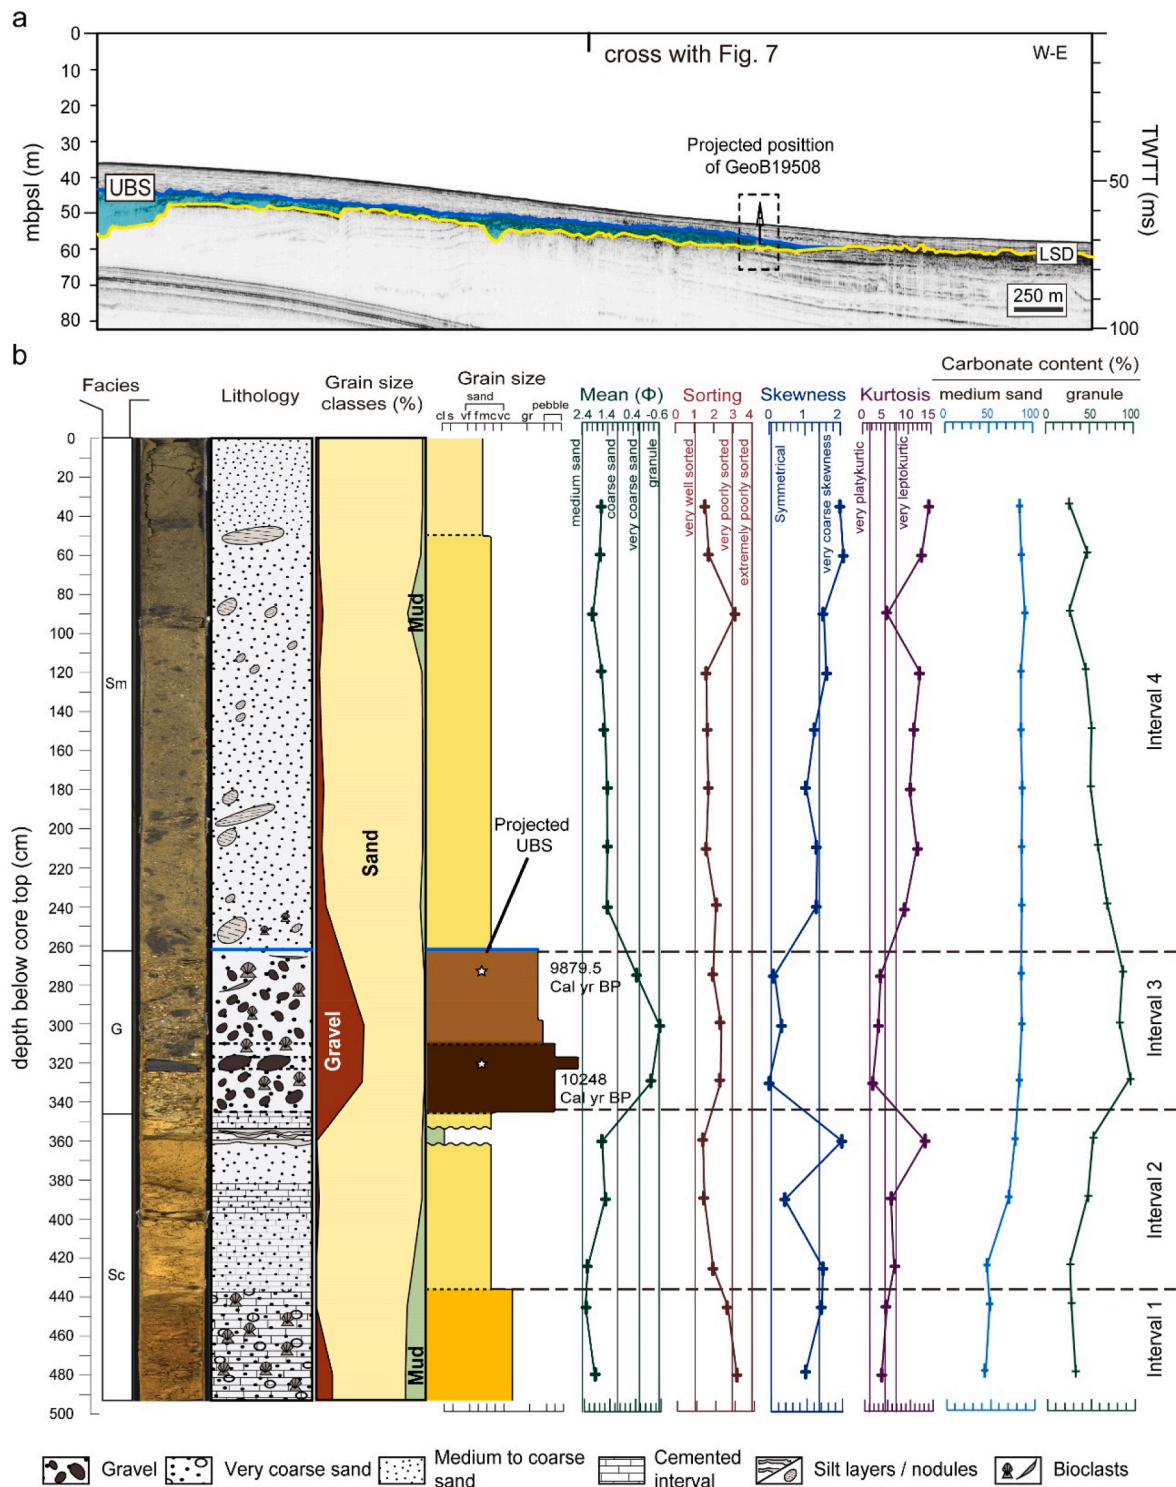 a
0
10
20
30
40
50
60
70
80
mbpsl (m)
cross with Fig. 7
W-E
Projected posittion
of GeoB19508
UBS
LSD
250 m
50
100
TWTT (ms)
b
Facies
Lithology
Grain size
classes (%)
Grain size
sand
pebble
cl s vf f m c vc gr
Mean (Φ)
2.4 1.4 0.4 -0.6
Sorting
0 1 2 3 4
Skewness
0 1 2
Kurtosis
0 5 10 15
Carbonate content (%)
medium sand
granule
0 50 100
0 50 100
medium sand
coarse sand
very coarse sand
granule
very well sorted
very poorly sorted
extremely poorly sorted
Symmetrical
very coarse skewness
very platykurtic
very leptokurtic
depth below core top (cm)
0
20
40
60
80
100
120
140
160
180
200
220
240
260
280
300
320
340
360
380
400
420
440
460
480
500
Sm
G
Sc
Mud
Sand
Gravel
Mud
Projected
UBS
9879.5
Cal yr BP
10248
Cal yr BP
Interval 4
Interval 3
Interval 2
Interval 1
Gravel
Very coarse sand
Medium to coarse
sand
Cemented
interval
Silt layers / nodules
Bioclasts